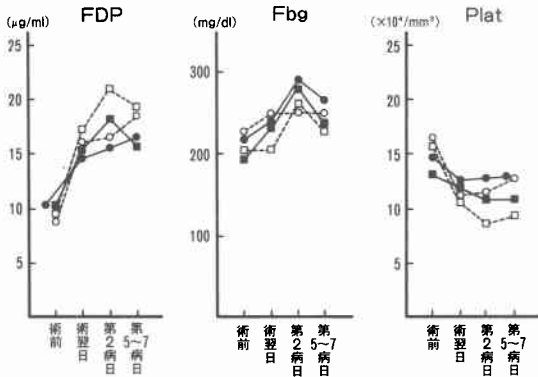 FDP
(μg/ml)
25
20
15
10
5
術前
術翌日
第2病日
第5~7病日
Fbg
(mg/dl)
300
200
100
術前
術翌日
第2病日
第5~7病日
Plat
(×10⁴/mm³)
25
20
15
10
5
術前
術翌日
第2病日
第5~7病日